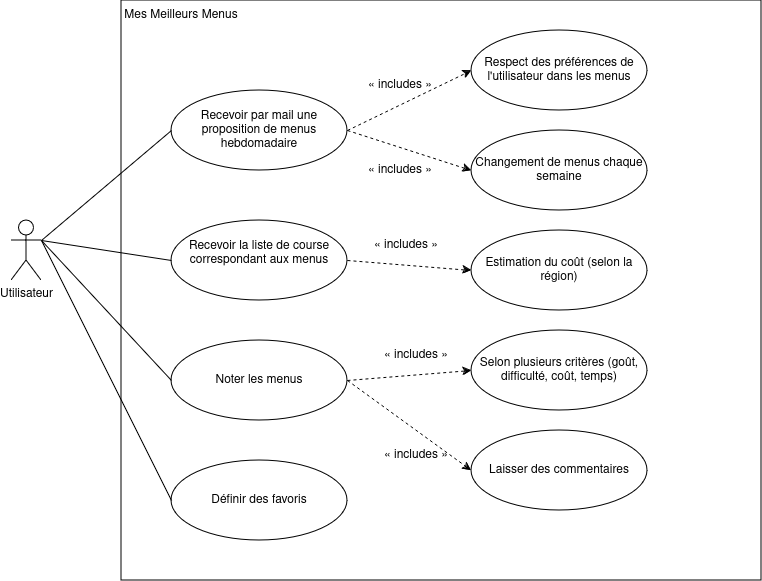 Mes Meilleurs Menus
Respect des préférences de
l'utilisateur dans les menus
« includes »
Recevoir par mail une
proposition de menus
hebdomadaire
Changement de menus chaque
semaine
« includes »
Recevoir la liste de course
correspondant aux menus
« includes »
Estimation du coût (selon la
région)
Utilisateur
« includes »
Selon plusieurs critères (goût,
difficulté, coût, temps)
Noter les menus
« includes »
Laisser des commentaires
Définir des favoris